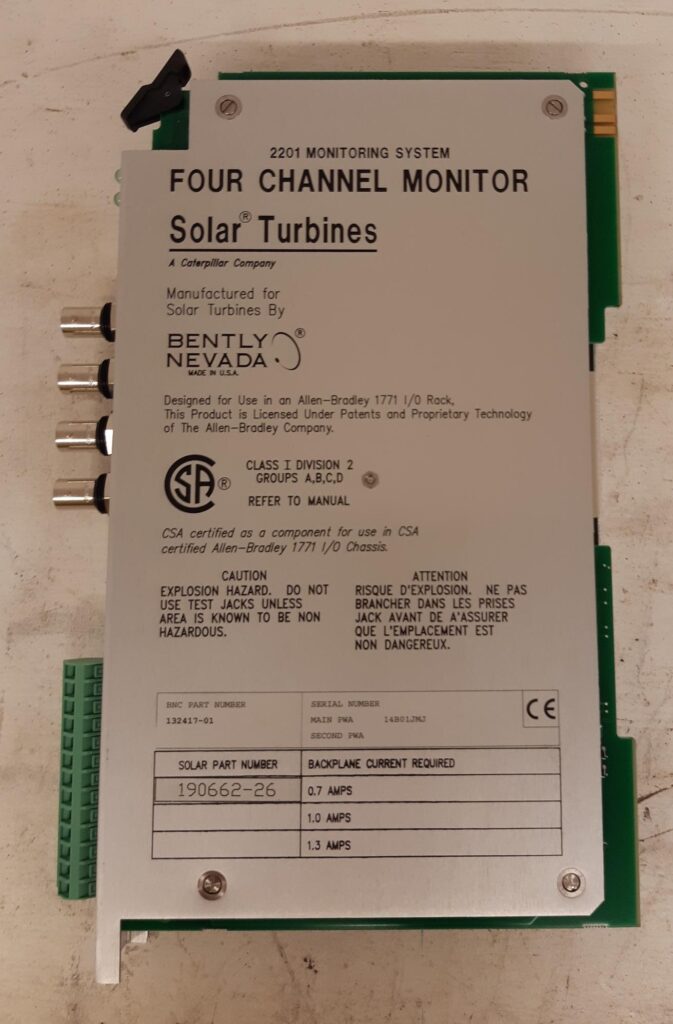 2201 MONITORING SYSTEM
FOUR CHANNEL MONITOR
Solar® Turbines
A Caterpillar Company
Manufactured for
Solar Turbines By
BENTLY ®
NEVADA
MADE IN U.S.A.
Designed for Use in an Allen-Bradley 1771 I/O Rack,
This Product is Licensed Under Patents and Proprietary Technology
of The Allen-Bradley Company.
CSA ®
CLASS I DIVISION 2
GROUPS A,B,C,D
REFER TO MANUAL
CSA certified as a component for use in CSA
certified Allen-Bradley 1771 I/O Chassis.
CAUTION
EXPLOSION HAZARD. DO NOT
USE TEST JACKS UNLESS
AREA IS KNOWN TO BE NON
HAZARDOUS.
ATTENTION
RISQUE D'EXPLOSION. NE PAS
BRANCHER DANS LES PRISES
JACK AVANT DE A'ASSURER
QUE L'EMPLACEMENT EST
NON DANGEREUX.
BNC PART NUMBER
132417-01
SERIAL NUMBER
MAIN PWA 14B01JMJ
SECOND PWA
CE
SOLAR PART NUMBER BACKPLANE CURRENT REQUIRED
190662-26 0.7 AMPS
1.0 AMPS
1.3 AMPS